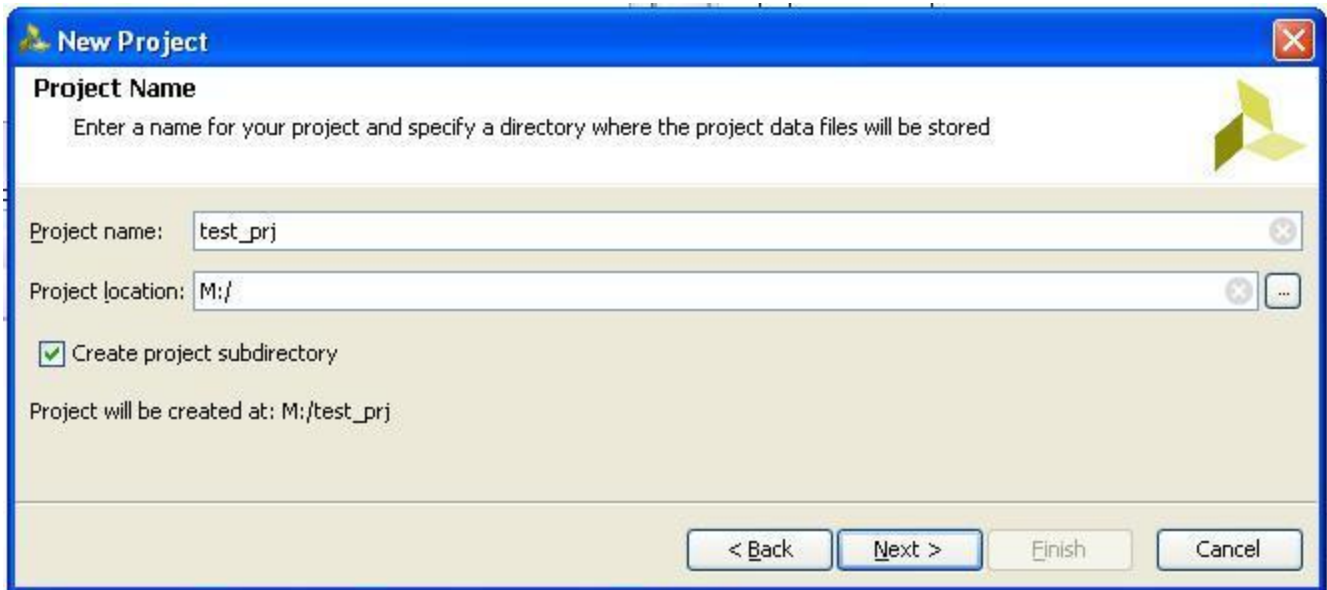 New Project
Project Name
Enter a name for your project and specify a directory where the project data files will be stored
Project name: test_prj
Project location: M:/ ...
Create project subdirectory
Project will be created at: M:/test_prj
< Back Next > Finish Cancel